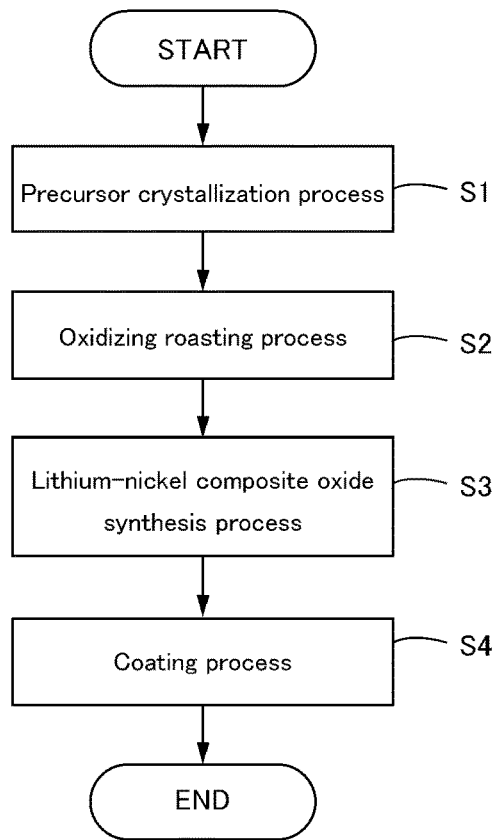 START
Precursor crystallization process
S1
Oxidizing roasting process
S2
Lithium-nickel composite oxide
synthesis process
S3
Coating process
S4
END